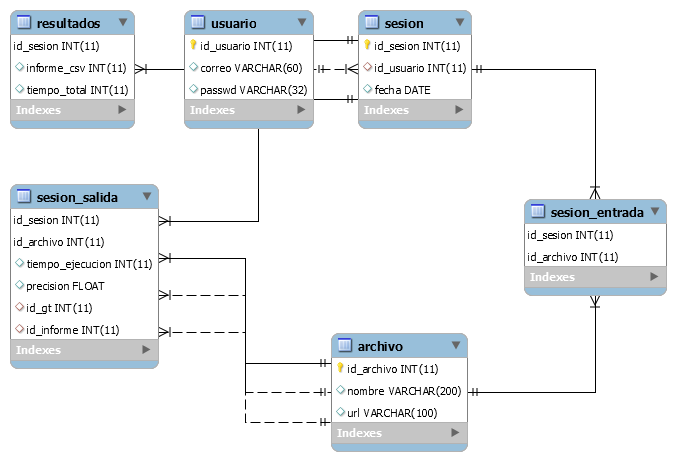 resultados
id_sesion INT(11)
informe_csv INT(11)
tiempo_total INT(11)
Indexes
usuario
id_usuario INT(11)
correo VARCHAR(60)
passwd VARCHAR(32)
Indexes
sesion
id_sesion INT(11)
id_usuario INT(11)
fecha DATE
Indexes
sesion_salida
id_sesion INT(11)
id_archivo INT(11)
tiempo_ejecucion INT(11)
precision FLOAT
id_gt INT(11)
id_informe INT(11)
Indexes
sesion_entrada
id_sesion INT(11)
id_archivo INT(11)
Indexes
archivo
id_archivo INT(11)
nombre VARCHAR(200)
url VARCHAR(100)
Indexes